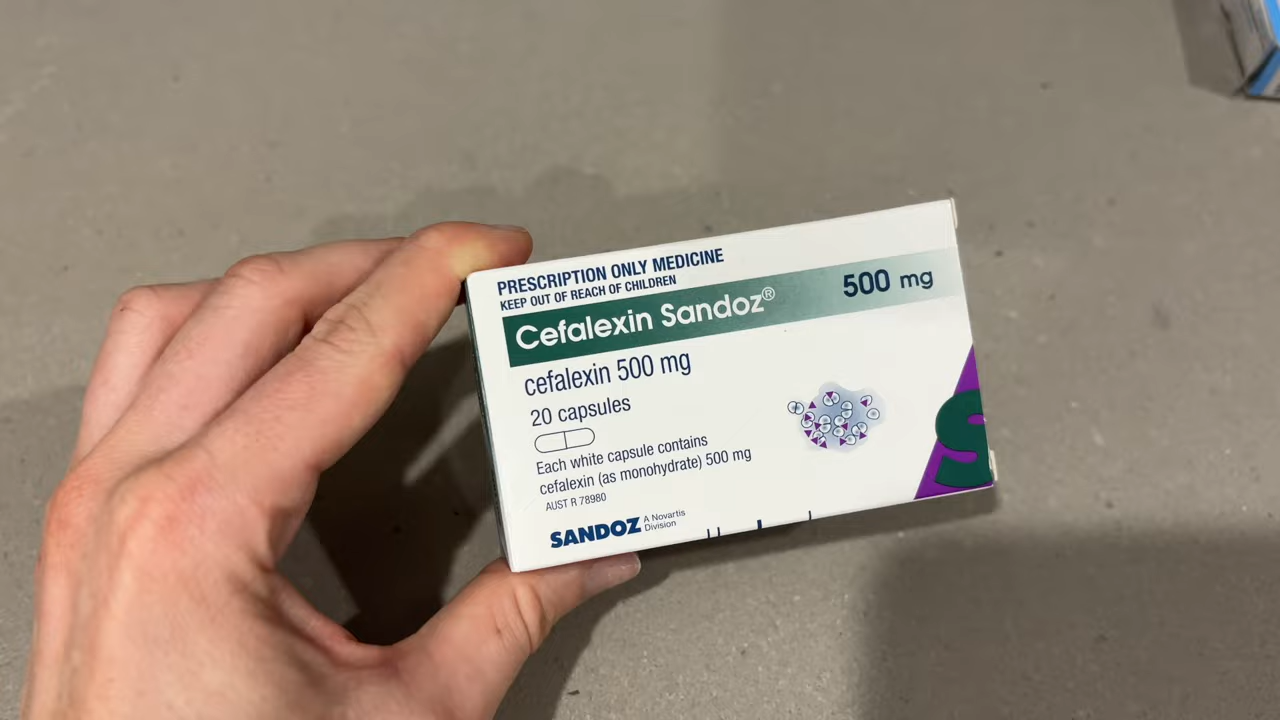 PRESCRIPTION ONLY MEDICINE
KEEP OUT OF REACH OF CHILDREN
Cefalexin Sandoz® 500 mg
cefalexin 500 mg
20 capsules
Each white capsule contains
cefalexin (as monohydrate) 500 mg
AUST R 78980
SANDOZ A Novartis
Division
S